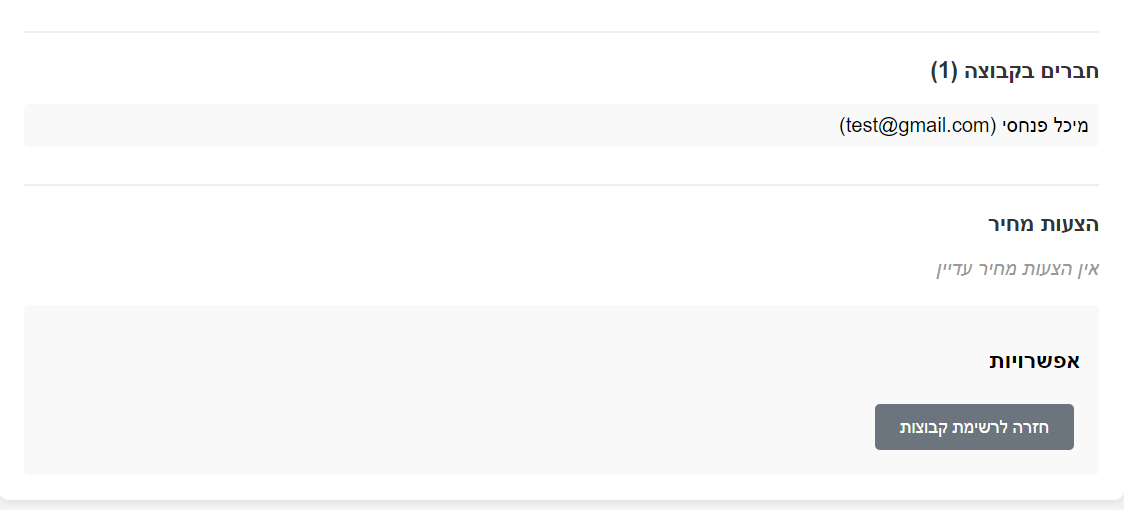 חברים בקבוצה (1)
מיכל פנחסי (test@gmail.com)
הצעות מחיר
אין הצעות מחיר עדיין
אפשרויות
חזרה לרשימת קבוצות